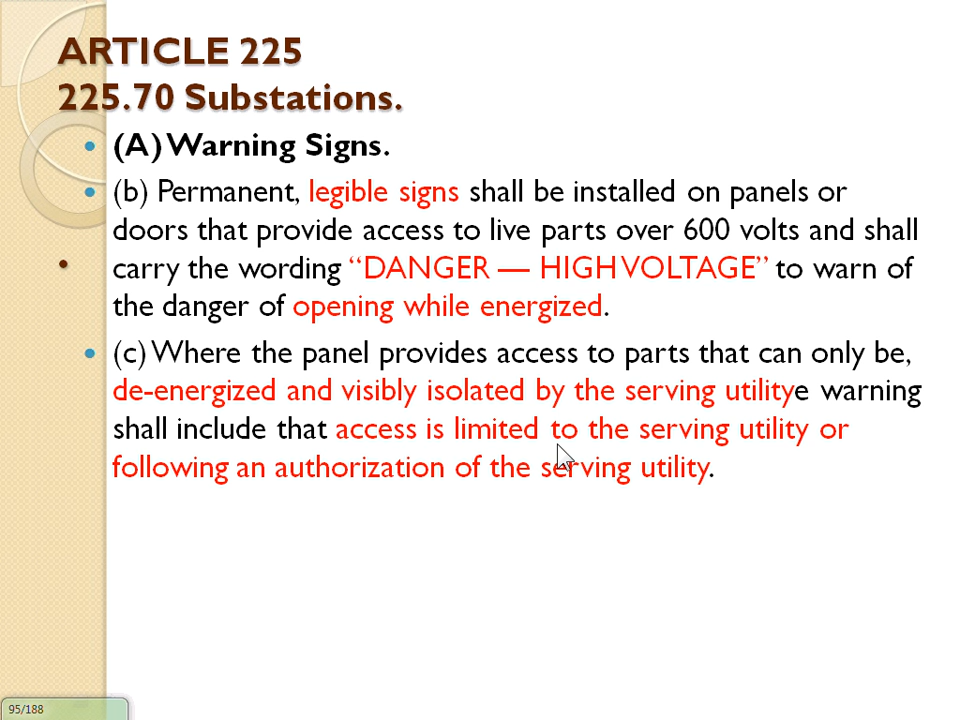 ARTICLE 225
225.70 Substations.
• (A) Warning Signs.
• (b) Permanent, legible signs shall be installed on panels or
doors that provide access to live parts over 600 volts and shall
• carry the wording “DANGER — HIGH VOLTAGE” to warn of
the danger of opening while energized.
• (c) Where the panel provides access to parts that can only be,
de-energized and visibly isolated by the serving utilitye warning
shall include that access is limited to the serving utility or
following an authorization of the serving utility.
95/188